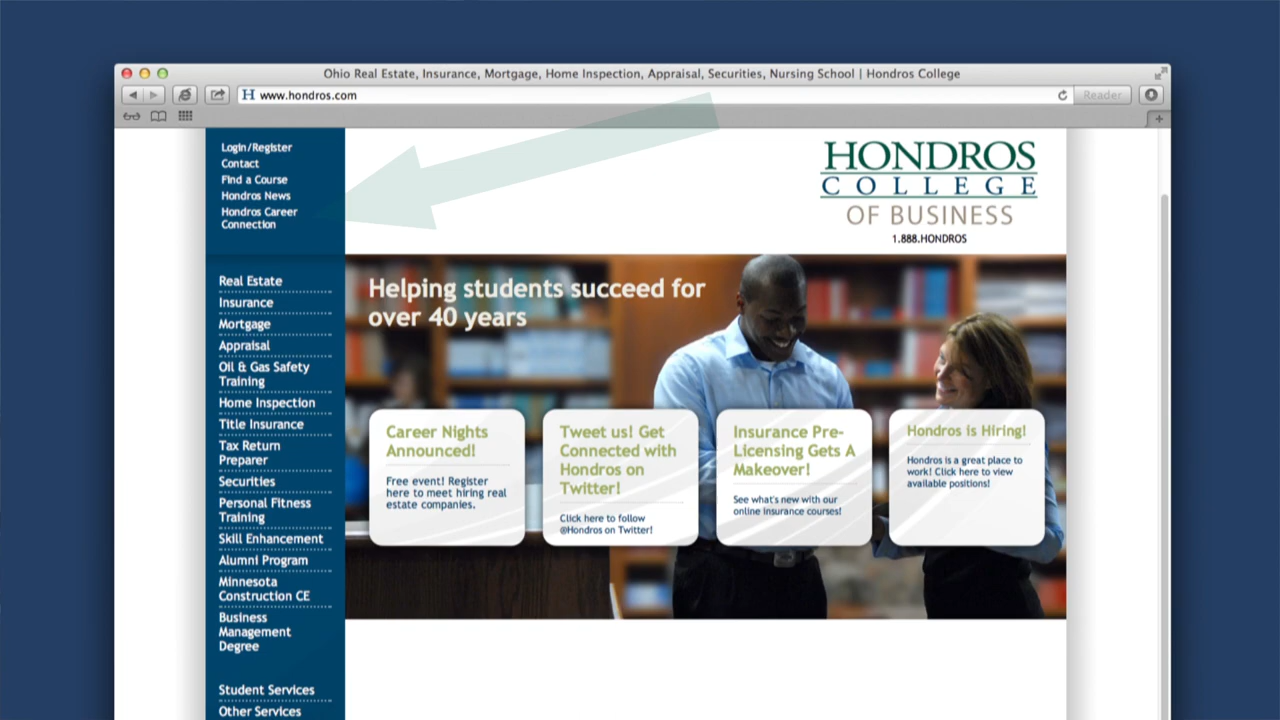 Ohio Real Estate, Insurance, Mortgage, Home Inspection, Appraisal, Securities, Nursing School | Hondros College
H www.hondros.com
Reader
Login/Register
Contact
Find a Course
Hondros News
Hondros Career
Connection
HONDROS
COLLEGE
OF BUSINESS
1.888.HONDROS
Real Estate
Insurance
Mortgage
Appraisal
Oil & Gas Safety
Training
Home Inspection
Title Insurance
Tax Return
Preparer
Securities
Personal Fitness
Training
Skill Enhancement
Alumni Program
Minnesota
Construction CE
Business
Management
Degree
Student Services
Other Services
Helping students succeed for
over 40 years
Career Nights
Announced!
Free event! Register
here to meet hiring real
estate companies.
Tweet us! Get
Connected with
Hondros on
Twitter!
Click here to follow
@Hondros on Twitter!
Insurance Pre-
Licensing Gets A
Makeover!
See what's new with our
online insurance courses!
Hondros is Hiring!
Hondros is a great place to
work! Click here to view
available positions!